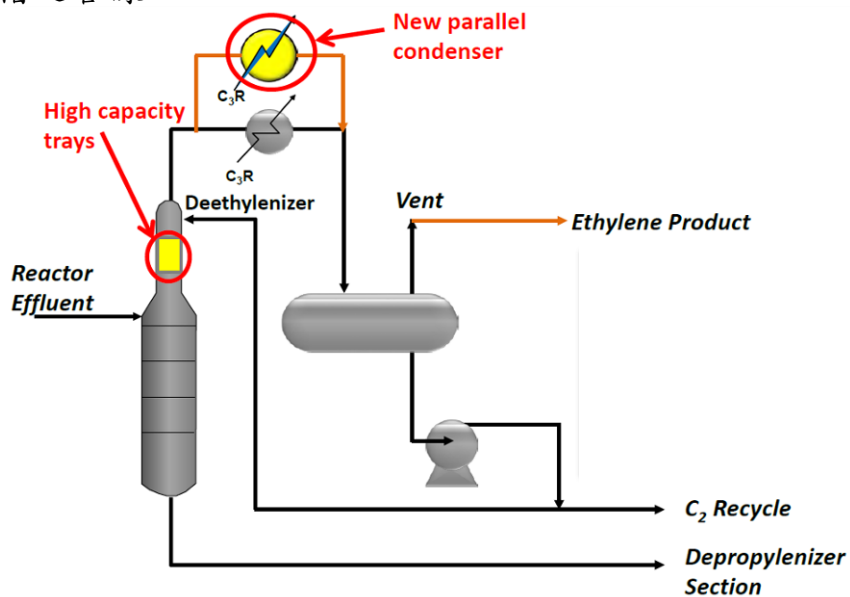 New parallel
condenser
C3R
High capacity
trays
C3R
Deethylenizer
Vent
Ethylene Product
Reactor
Effluent
C2 Recycle
Depropylenizer
Section